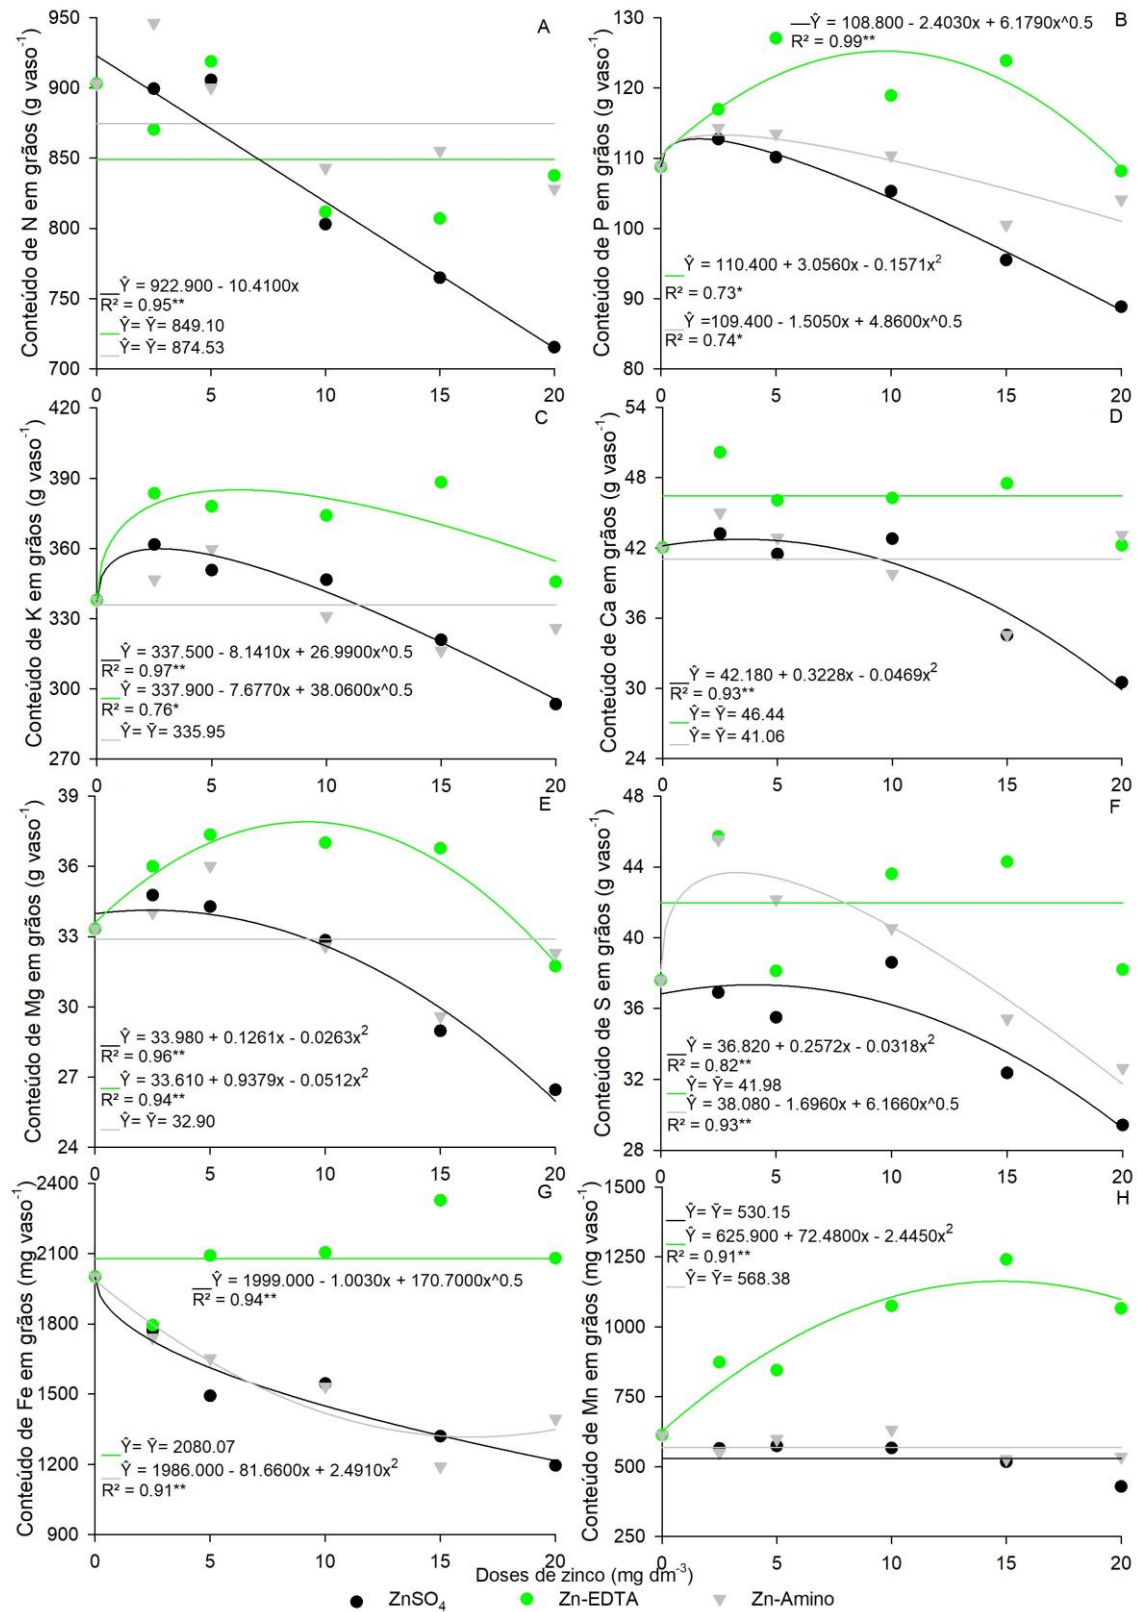 Conteúdo de N em grãos (g vaso⁻¹)
950
900
850
800
750
700
A
Ŷ = 922.900 - 10.4100x
R² = 0.95**
Ŷ= Ȳ= 849.10
Ŷ= Ȳ= 874.53
0 5 10 15 20
Conteúdo de P em grãos (g vaso⁻¹)
130
120
110
100
90
80
B
Ŷ = 108.800 - 2.4030x + 6.1790x^0.5
R² = 0.99**
Ŷ = 110.400 + 3.0560x - 0.1571x²
R² = 0.73*
Ŷ =109.400 - 1.5050x + 4.8600x^0.5
R² = 0.74*
0 5 10 15 20
Conteúdo de K em grãos (g vaso⁻¹)
420
390
360
330
300
270
C
Ŷ = 337.500 - 8.1410x + 26.9900x^0.5
R² = 0.97**
Ŷ = 337.900 - 7.6770x + 38.0600x^0.5
R² = 0.76*
Ŷ= Ȳ= 335.95
0 5 10 15 20
Conteúdo de Ca em grãos (g vaso⁻¹)
54
48
42
36
30
24
D
Ŷ = 42.180 + 0.3228x - 0.0469x²
R² = 0.93**
Ŷ= Ȳ= 46.44
Ŷ= Ȳ= 41.06
0 5 10 15 20
Conteúdo de Mg em grãos (g vaso⁻¹)
39
36
33
30
27
24
E
Ŷ = 33.980 + 0.1261x - 0.0263x²
R² = 0.96**
Ŷ = 33.610 + 0.9379x - 0.0512x²
R² = 0.94**
Ŷ= Ȳ= 32.90
0 5 10 15 20
Conteúdo de S em grãos (g vaso⁻¹)
48
44
40
36
32
28
F
Ŷ = 36.820 + 0.2572x - 0.0318x²
R² = 0.82**
Ŷ= Ȳ= 41.98
Ŷ = 38.080 - 1.6960x + 6.1660x^0.5
R² = 0.93**
0 5 10 15 20
Conteúdo de Fe em grãos (mg vaso⁻¹)
2400
2100
1800
1500
1200
900
G
Ŷ = 1999.000 - 1.0030x + 170.7000x^0.5
R² = 0.94**
Ŷ= Ȳ= 2080.07
Ŷ = 1986.000 - 81.6600x + 2.4910x²
R² = 0.91**
0 5 10 15 20
Conteúdo de Mn em grãos (mg vaso⁻¹)
1500
1250
1000
750
500
250
H
Ŷ= Ȳ= 530.15
Ŷ = 625.900 + 72.4800x - 2.4450x²
R² = 0.91**
Ŷ= Ȳ= 568.38
0 5 10 15 20
Doses de zinco (mg dm⁻³)
ZnSO₄ Zn-EDTA Zn-Amino